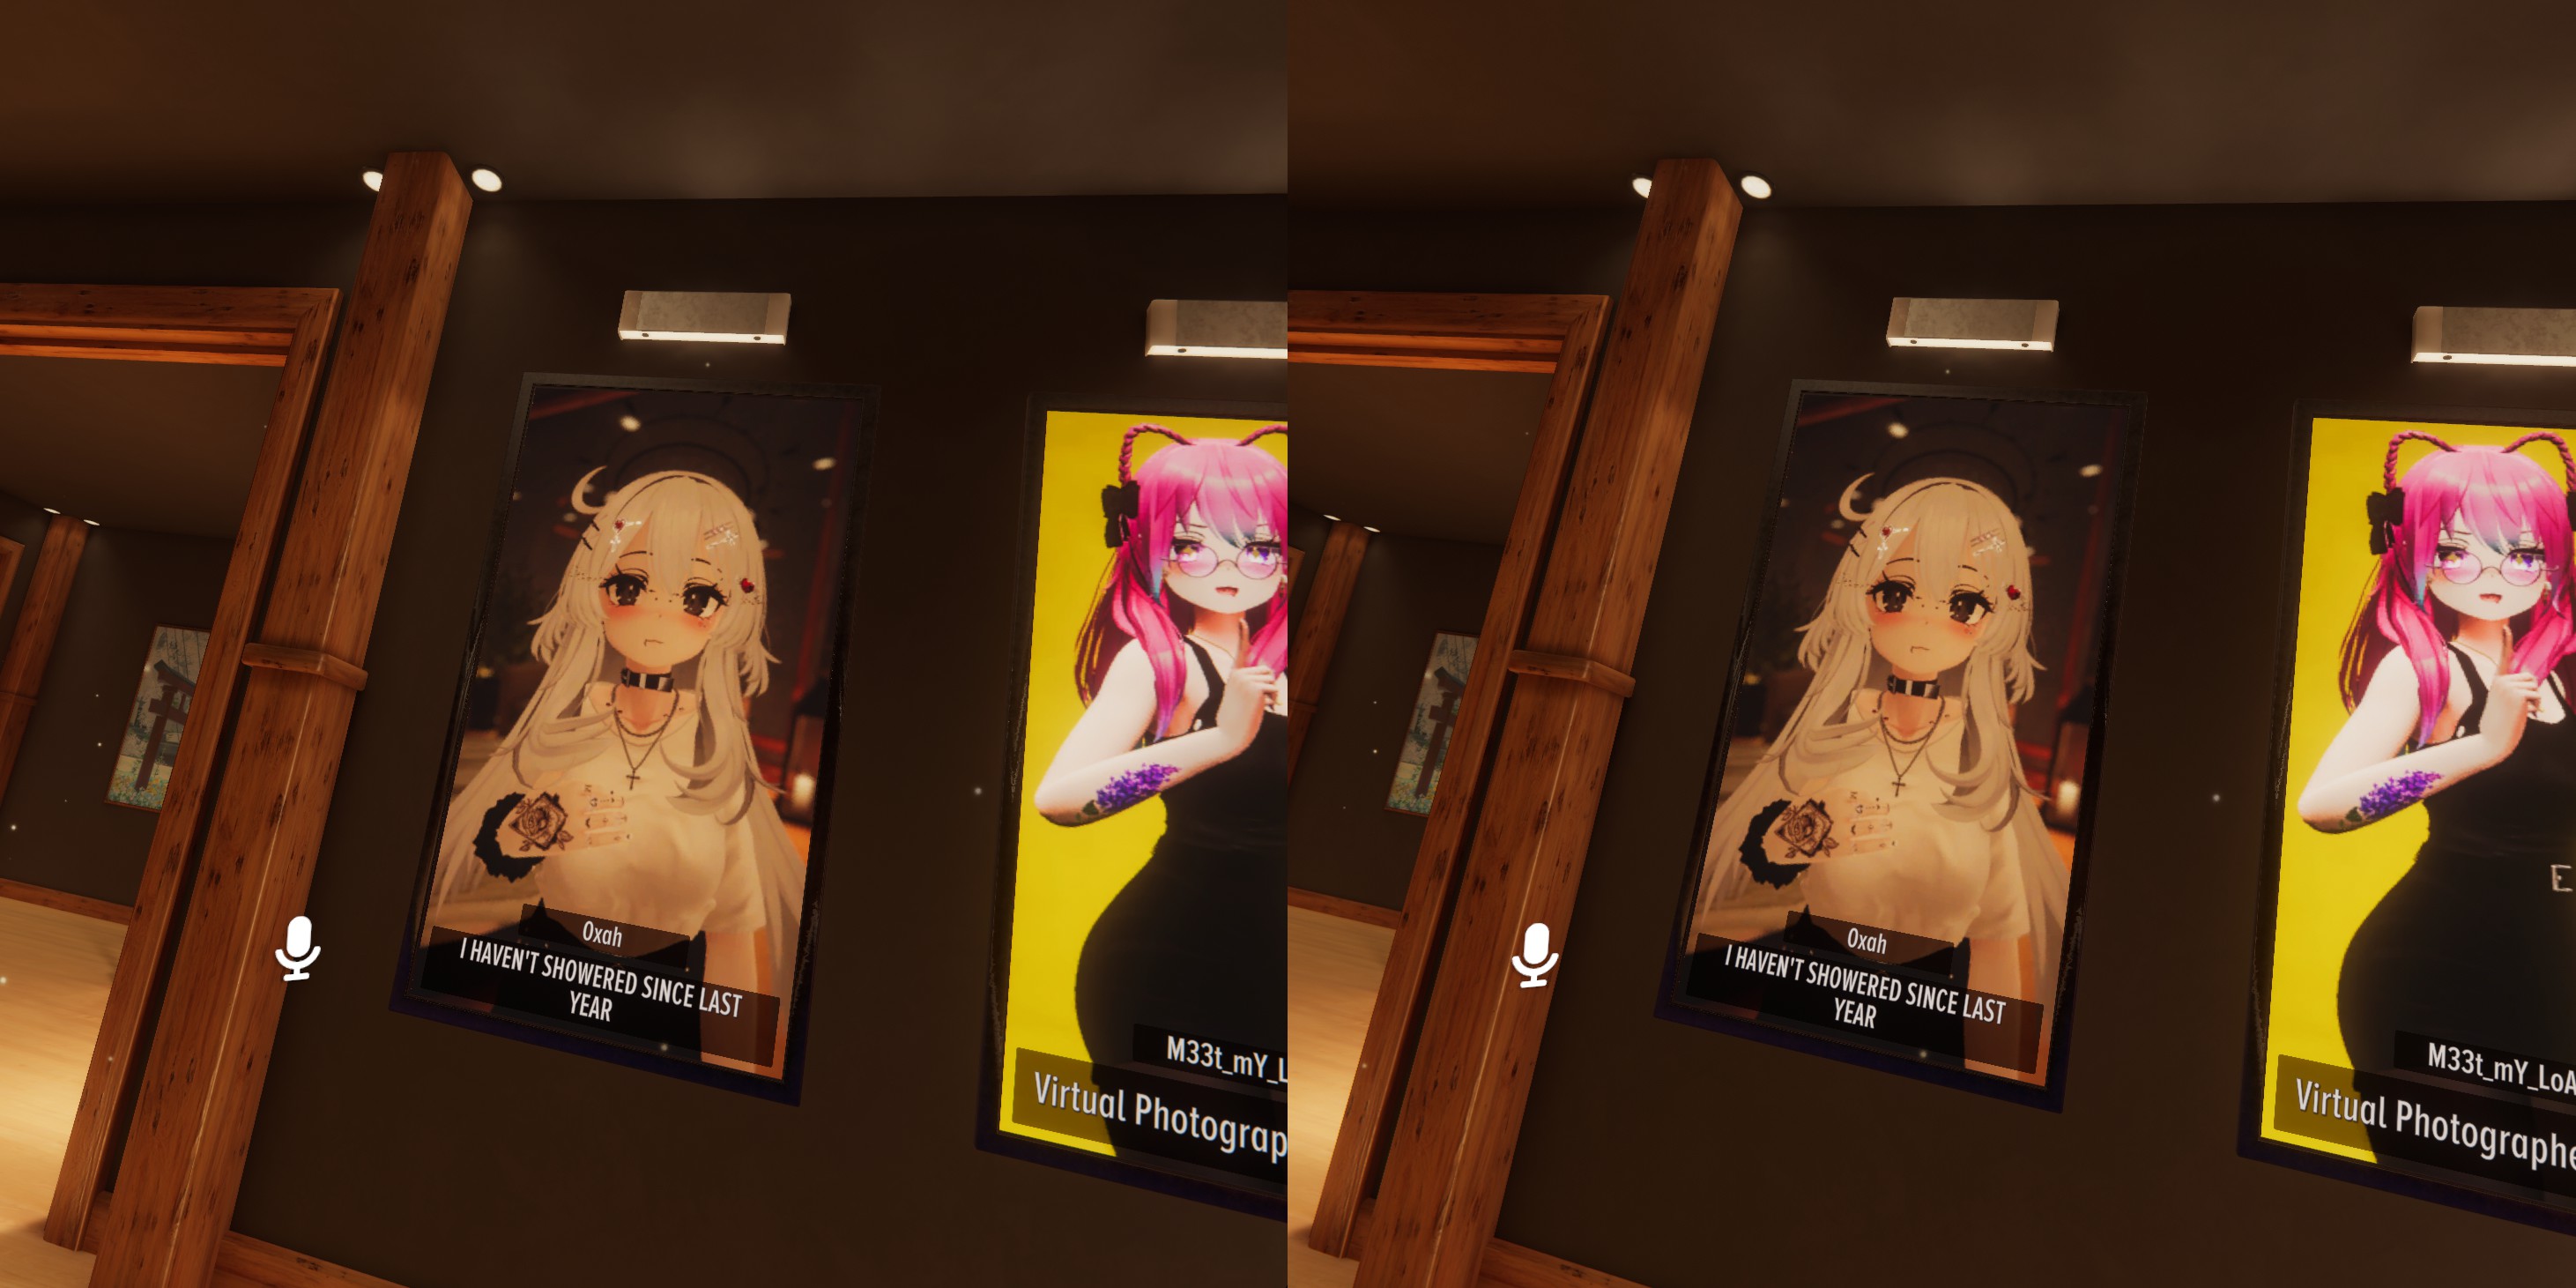 Oxah
I HAVEN'T SHOWERED SINCE LAST
YEAR
M33t_mY_L
Virtual Photograp
Oxah
I HAVEN'T SHOWERED SINCE LAST
YEAR
E
M33t_mY_LoA
Virtual Photographe